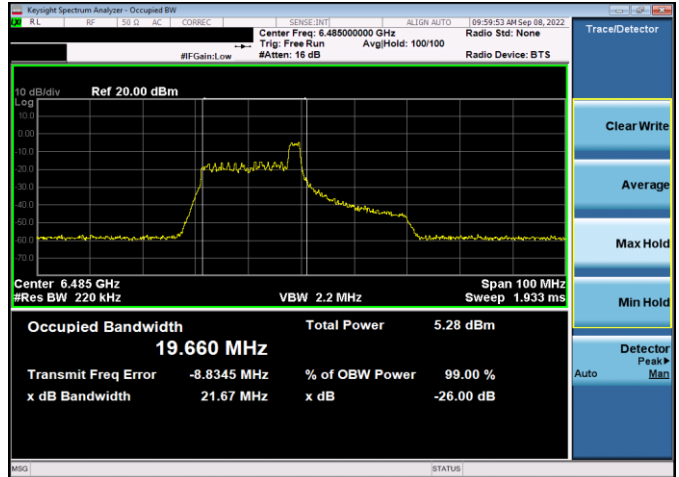 Keysight Spectrum Analyzer - Occupied BW
RL RF 50 Ω AC CORREC SENSE:INT ALIGN AUTO 09:59:53 AM Sep 08, 2022
Center Freq: 6.485000000 GHz Radio Std: None
Trig: Free Run Avg|Hold: 100/100
#IFGain:Low #Atten: 16 dB Radio Device: BTS
Trace/Detector
10 dB/div Ref 20.00 dBm
Log
10.0
0.00
-10.0
-20.0
-30.0
-40.0
-50.0
-60.0
-70.0
Center 6.485 GHz Span 100 MHz
#Res BW 220 kHz VBW 2.2 MHz Sweep 1.933 ms
Occupied Bandwidth Total Power 5.28 dBm
19.660 MHz
Transmit Freq Error -8.8345 MHz % of OBW Power 99.00 %
x dB Bandwidth 21.67 MHz x dB -26.00 dB
Clear Write
Average
Max Hold
Min Hold
Detector
Peak▶
Auto Man
MSG STATUS